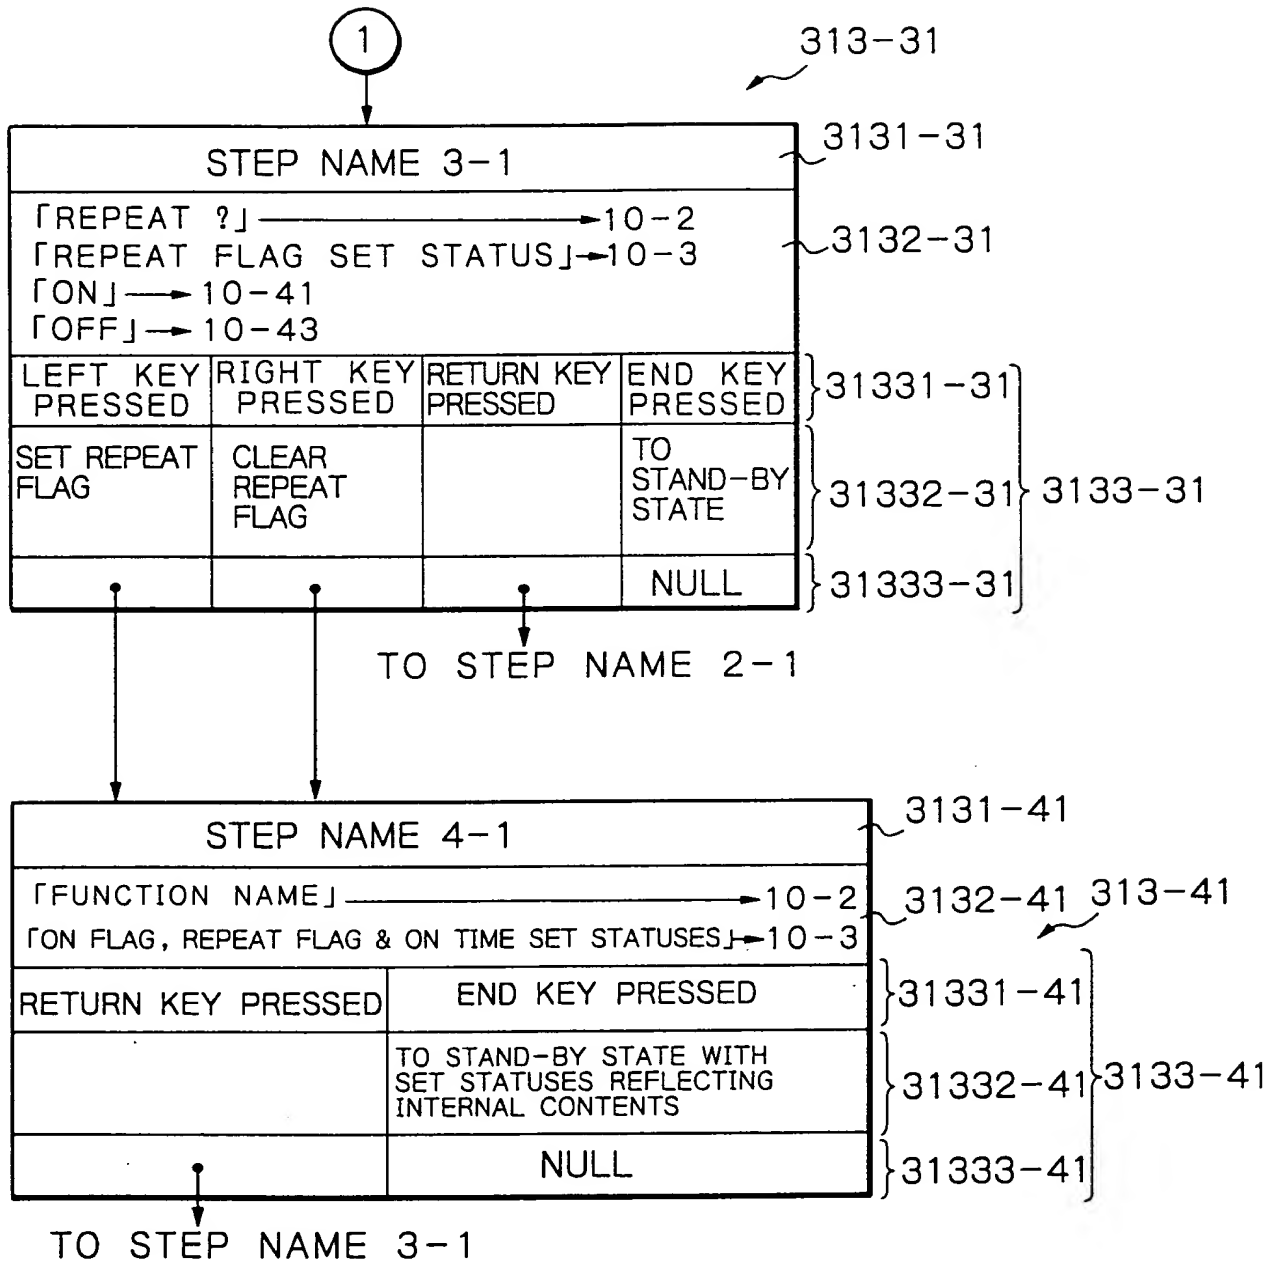 1
313-31
STEP NAME 3-1
3131-31
「REPEAT ?」 10-2
「REPEAT FLAG SET STATUS」 10-3
3132-31
「ON」 10-41
「OFF」 10-43
LEFT KEY
PRESSED
RIGHT KEY
PRESSED
RETURN KEY
PRESSED
END KEY
PRESSED
31331-31
SET REPEAT
FLAG
CLEAR
REPEAT
FLAG
TO
STAND-BY
STATE
31332-31
3133-31
NULL
31333-31
TO STEP NAME 2-1
STEP NAME 4-1
3131-41
「FUNCTION NAME」 10-2
3132-41
313-41
「ON FLAG, REPEAT FLAG & ON TIME SET STATUSES」 10-3
RETURN KEY PRESSED
END KEY PRESSED
31331-41
TO STAND-BY STATE WITH
SET STATUSES REFLECTING
INTERNAL CONTENTS
31332-41
3133-41
NULL
31333-41
TO STEP NAME 3-1